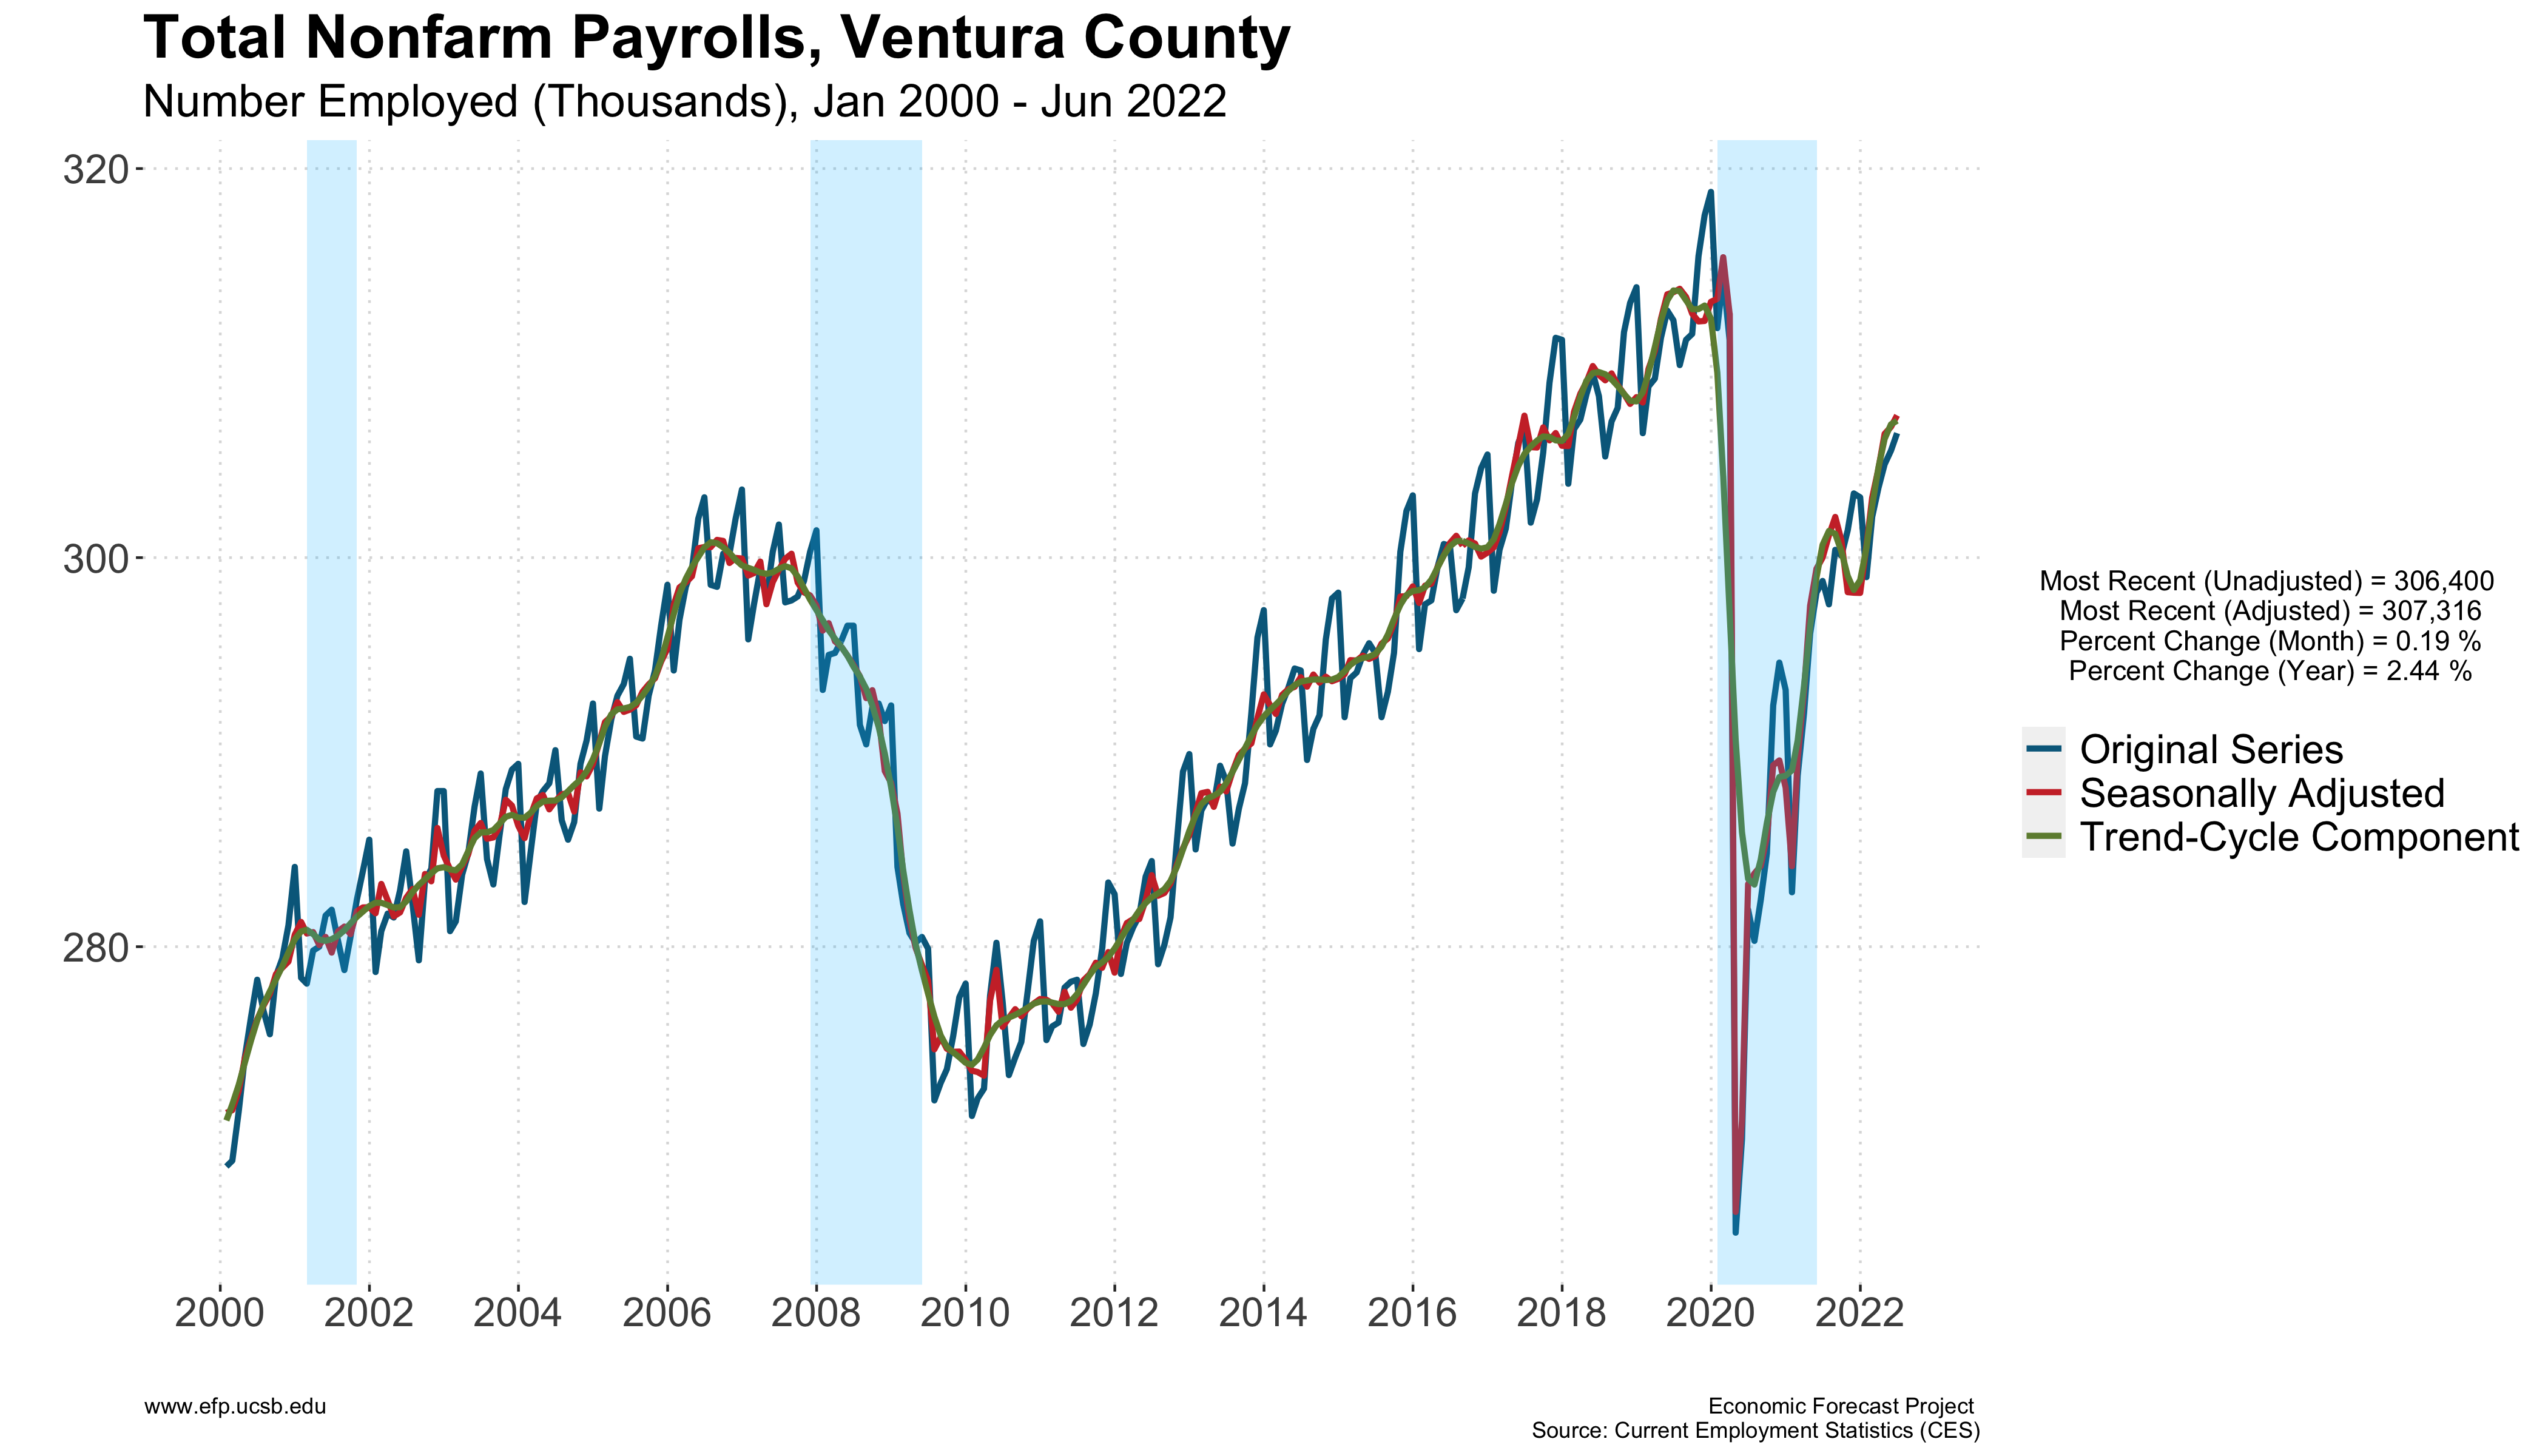 Total Nonfarm Payrolls, Ventura County
Number Employed (Thousands), Jan 2000 - Jun 2022
320
300
280
2000 2002 2004 2006 2008 2010 2012 2014 2016 2018 2020 2022
Most Recent (Unadjusted) = 306,400
Most Recent (Adjusted) = 307,316
Percent Change (Month) = 0.19 %
Percent Change (Year) = 2.44 %
Original Series
Seasonally Adjusted
Trend-Cycle Component
www.efp.ucsb.edu
Economic Forecast Project
Source: Current Employment Statistics (CES)